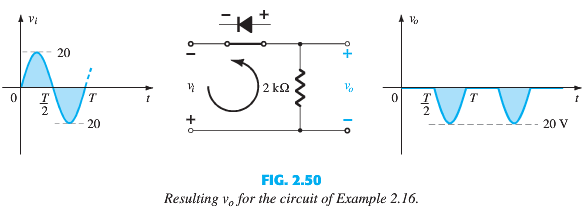 vi
20
0
T
2
T
t
20
− +
−
vi
+
2 kΩ
+
vo
−
vo
0
T
2
T
t
20 V
FIG. 2.50
Resulting vo for the circuit of Example 2.16.